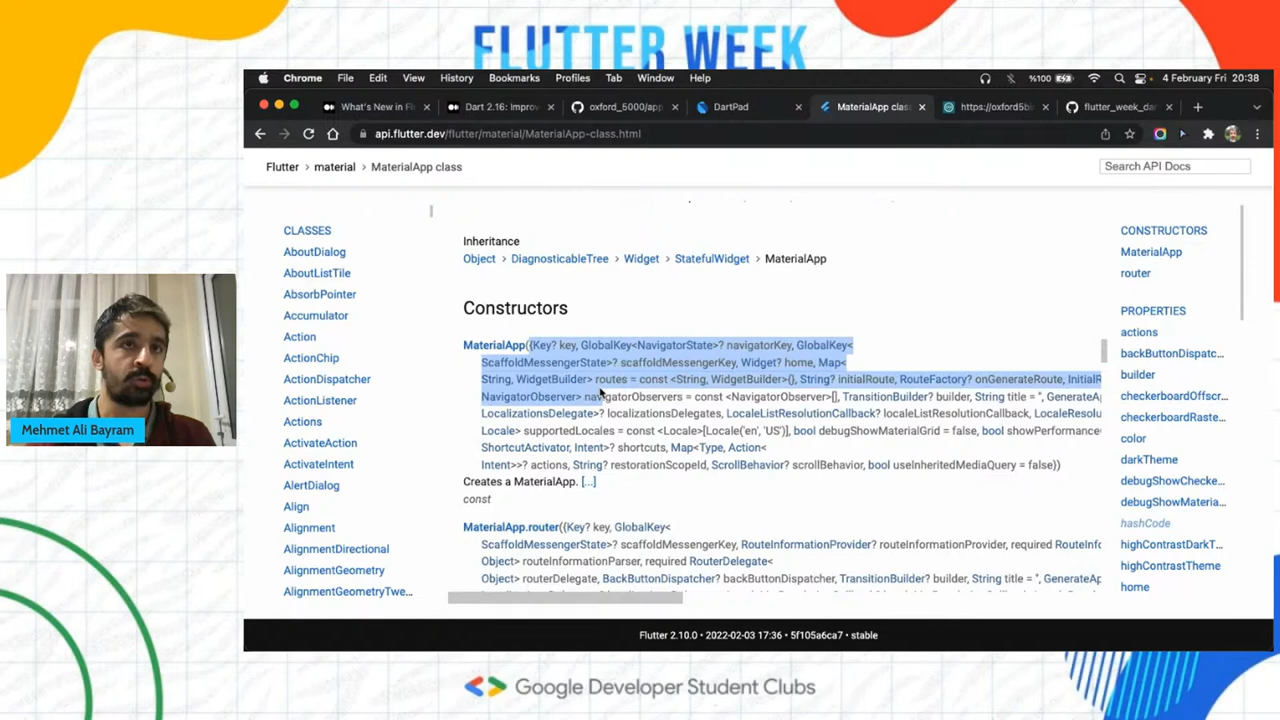 FLUTTER WEEK
Chrome File Edit View History Bookmarks Profiles Tab Window Help
%100 4 February Fri 20:38
What's New in Fl
Dart 2.16: Improv
oxford_5000/app
DartPad
MaterialApp clas
https://oxford5bi
flutter_week_dar
api.flutter.dev/flutter/material/MaterialApp-class.html
Flutter > material > MaterialApp class
Search API Docs
CLASSES
AboutDialog
AboutListTile
AbsorbPointer
Accumulator
Action
ActionChip
ActionDispatcher
ActionListener
Actions
ActivateAction
ActivateIntent
AlertDialog
Align
Alignment
AlignmentDirectional
AlignmentGeometry
AlignmentGeometryTwe...
Inheritance
Object > DiagnosticableTree > Widget > StatefulWidget > MaterialApp
Constructors
MaterialApp({Key? key, GlobalKey<NavigatorState>? navigatorKey, GlobalKey<
ScaffoldMessengerState>? scaffoldMessengerKey, Widget? home, Map<
String, WidgetBuilder> routes = const <String, WidgetBuilder>{}, String? initialRoute, RouteFactory? onGenerateRoute, InitialR
NavigatorObserver> navigatorObservers = const <NavigatorObserver>[], TransitionBuilder? builder, String title = '', GenerateAp
LocalizationsDelegate>? localizationsDelegates, LocaleListResolutionCallback? localeListResolutionCallback, LocaleResolu
Locale> supportedLocales = const <Locale>[Locale('en', 'US')], bool debugShowMaterialGrid = false, bool showPerformance
ShortcutActivator, Intent>? shortcuts, Map<Type, Action<
Intent>>? actions, String? restorationScopeId, ScrollBehavior? scrollBehavior, bool useInheritedMediaQuery = false})
Creates a MaterialApp. [...]
const
MaterialApp.router({Key? key, GlobalKey<
ScaffoldMessengerState>? scaffoldMessengerKey, RouteInformationProvider? routeInformationProvider, required RouteInfo
Object> routeInformationParser, required RouterDelegate<
Object> routerDelegate, BackButtonDispatcher? backButtonDispatcher, TransitionBuilder? builder, String title = '', GenerateAp
CONSTRUCTORS
MaterialApp
router
PROPERTIES
actions
backButtonDispatc...
builder
checkerboardOffscr...
checkerboardRaste...
color
darkTheme
debugShowChecke...
debugShowMateria...
hashCode
highContrastDarkT...
highContrastTheme
home
Flutter 2.10.0 • 2022-02-03 17:36 • 5f105a6ca7 • stable
Mehmet Ali Bayram
Google Developer Student Clubs